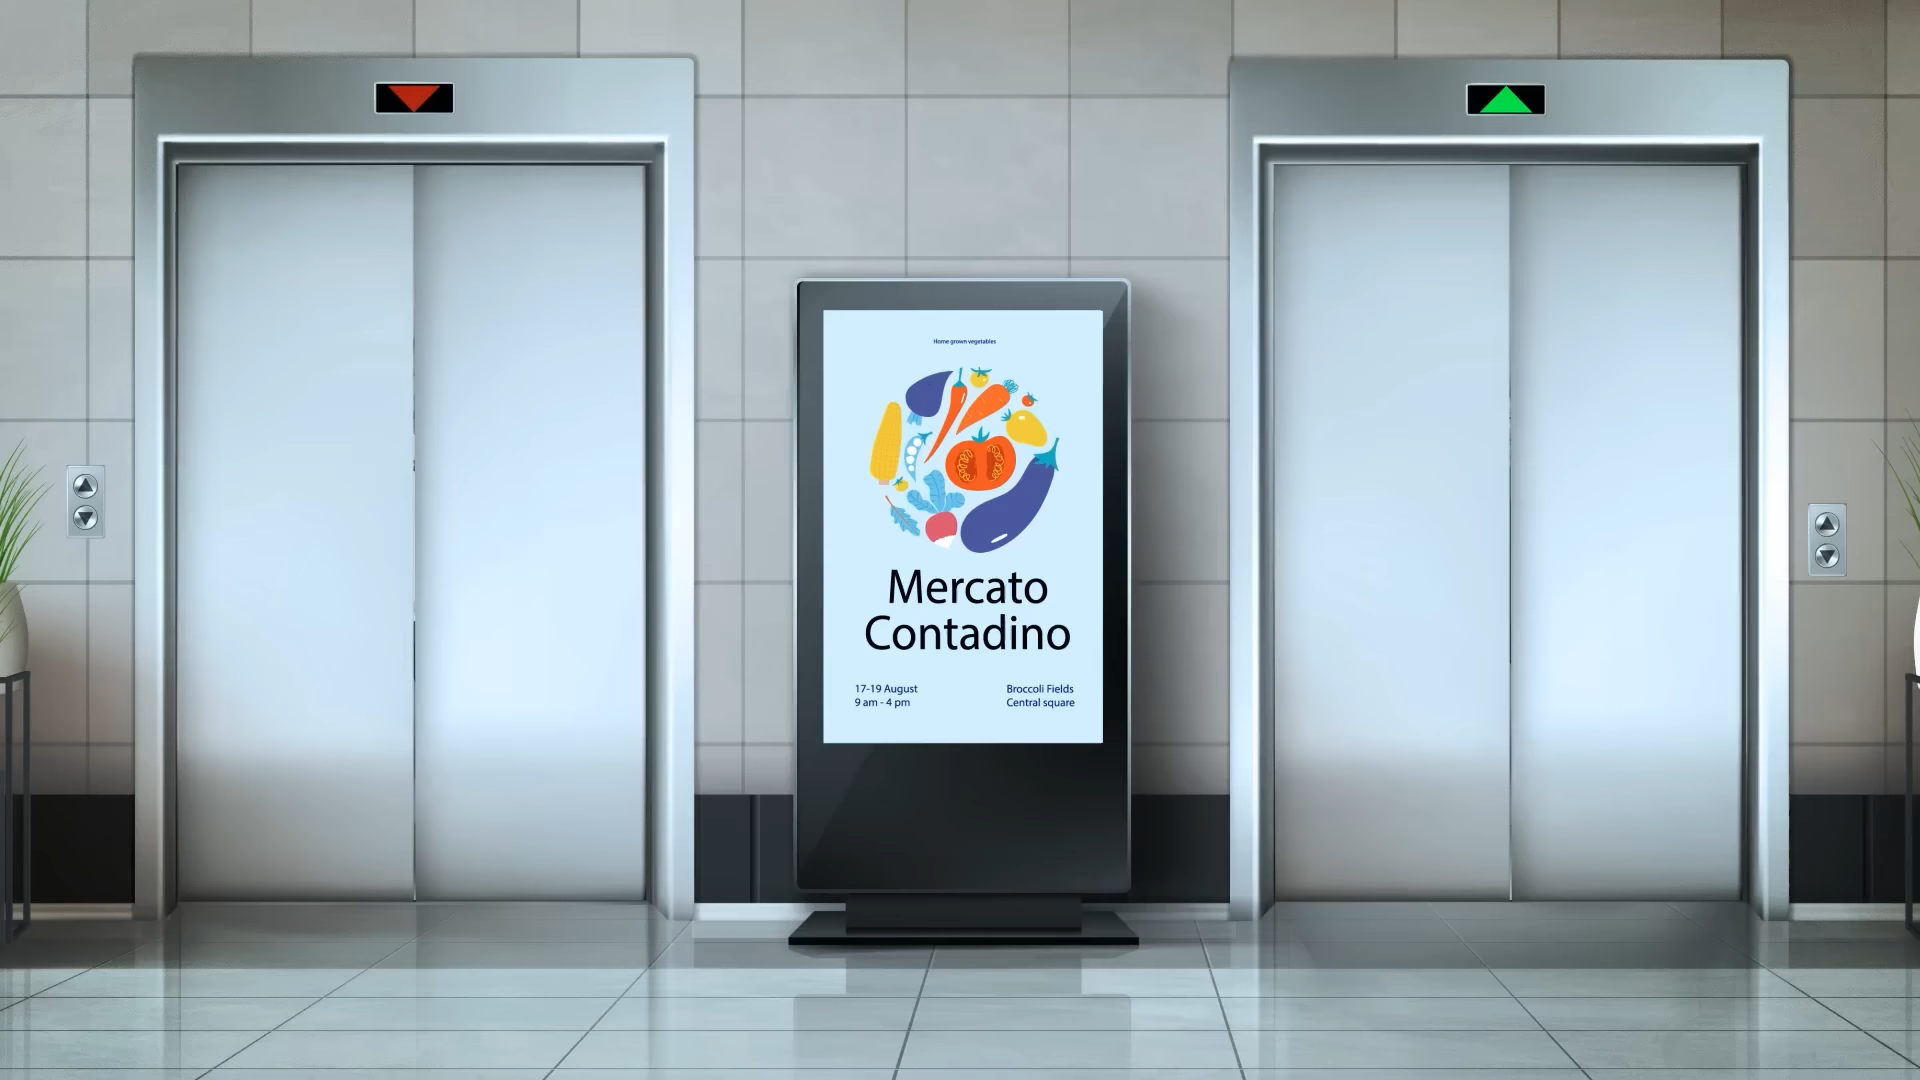 Home grown vegetables
Mercato
Contadino
17-19 August
9 am - 4 pm
Broccoli Fields
Central square